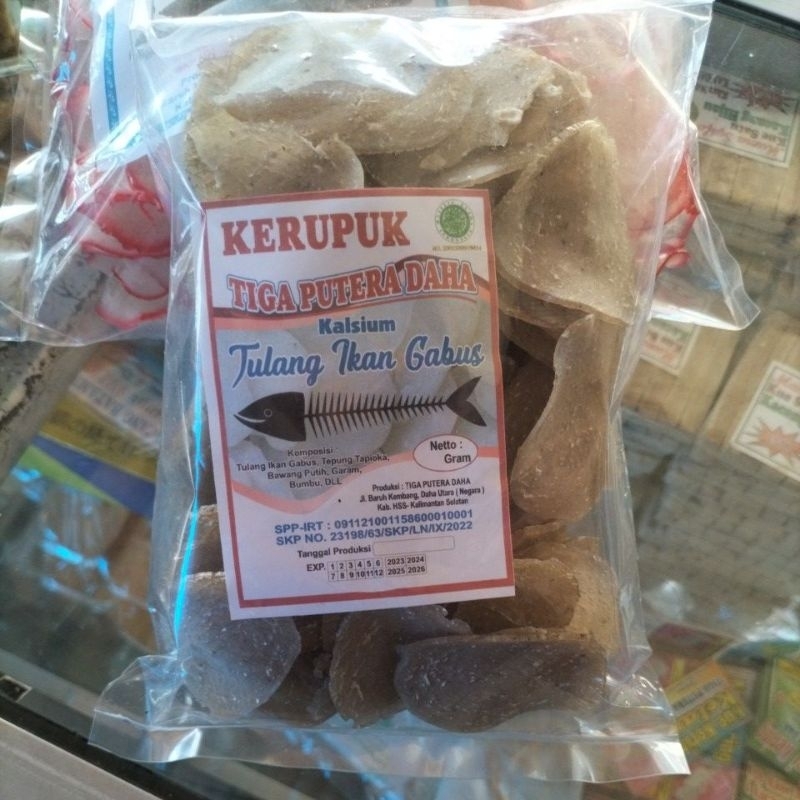 KERUPUK
TIGA PUTERA DAHA
Kalsium
Tulang Ikan Gabus
Komposisi
Tulang Ikan Gabus, Tepung Tapioka,
Bawang Putih, Garam,
Bumbu, DLL
Netto :
Gram
Produksi : TIGA PUTERA DAHA
Jl. Baruh Kembang, Daha Utara ( Negara )
Kab. HSS- Kalimantan Selatan
SPP-IRT : 091121001158600010001
SKP NO. 23198/63/SKP/LN/IX/2022
Tanggal Produksi
EXP. 1 2 3 4 5 6 2023 2024
7 8 9 10 11 12 2025 2026